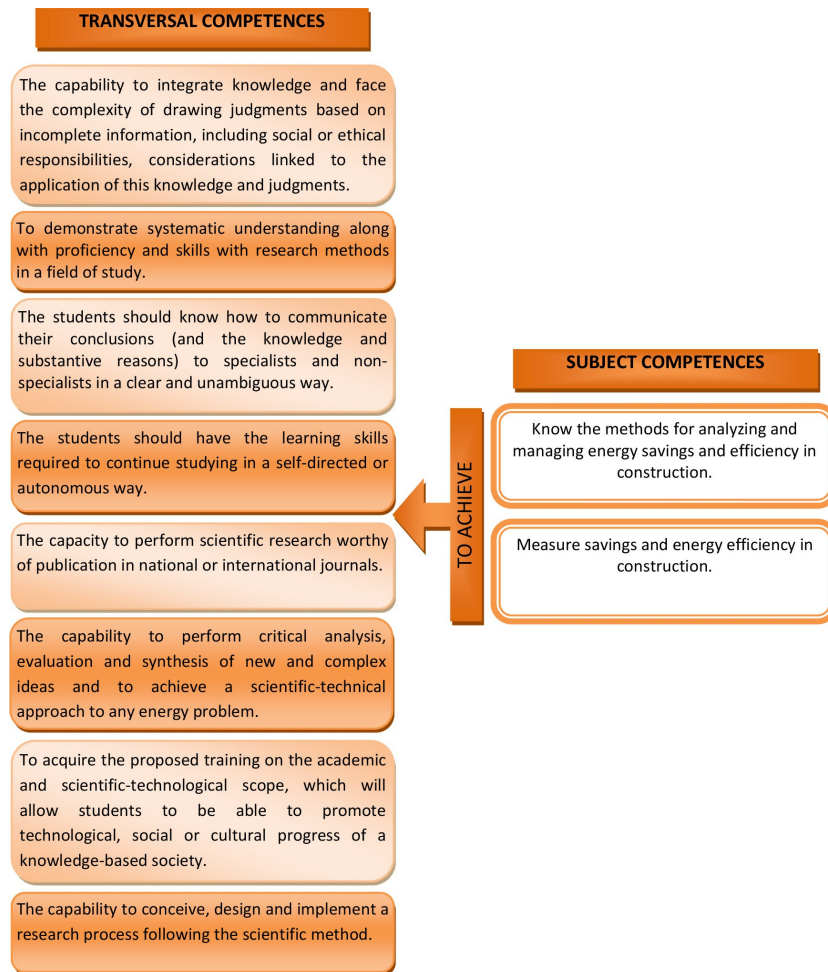 TRANSVERSAL COMPETENCES
The capability to integrate knowledge and face
the complexity of drawing judgments based on
incomplete information, including social or ethical
responsibilities, considerations linked to the
application of this knowledge and judgments.
To demonstrate systematic understanding along
with proficiency and skills with research methods
in a field of study.
The students should know how to communicate
their conclusions (and the knowledge and
substantive reasons) to specialists and non-
specialists in a clear and unambiguous way.
The students should have the learning skills
required to continue studying in a self-directed or
autonomous way.
The capacity to perform scientific research worthy
of publication in national or international journals.
The capability to perform critical analysis,
evaluation and synthesis of new and complex
ideas and to achieve a scientific-technical
approach to any energy problem.
To acquire the proposed training on the academic
and scientific-technological scope, which will
allow students to be able to promote
technological, social or cultural progress of a
knowledge-based society.
The capability to conceive, design and implement a
research process following the scientific method.
TO ACHIEVE
SUBJECT COMPETENCES
Know the methods for analyzing and
managing energy savings and efficiency in
construction.
Measure savings and energy efficiency in
construction.